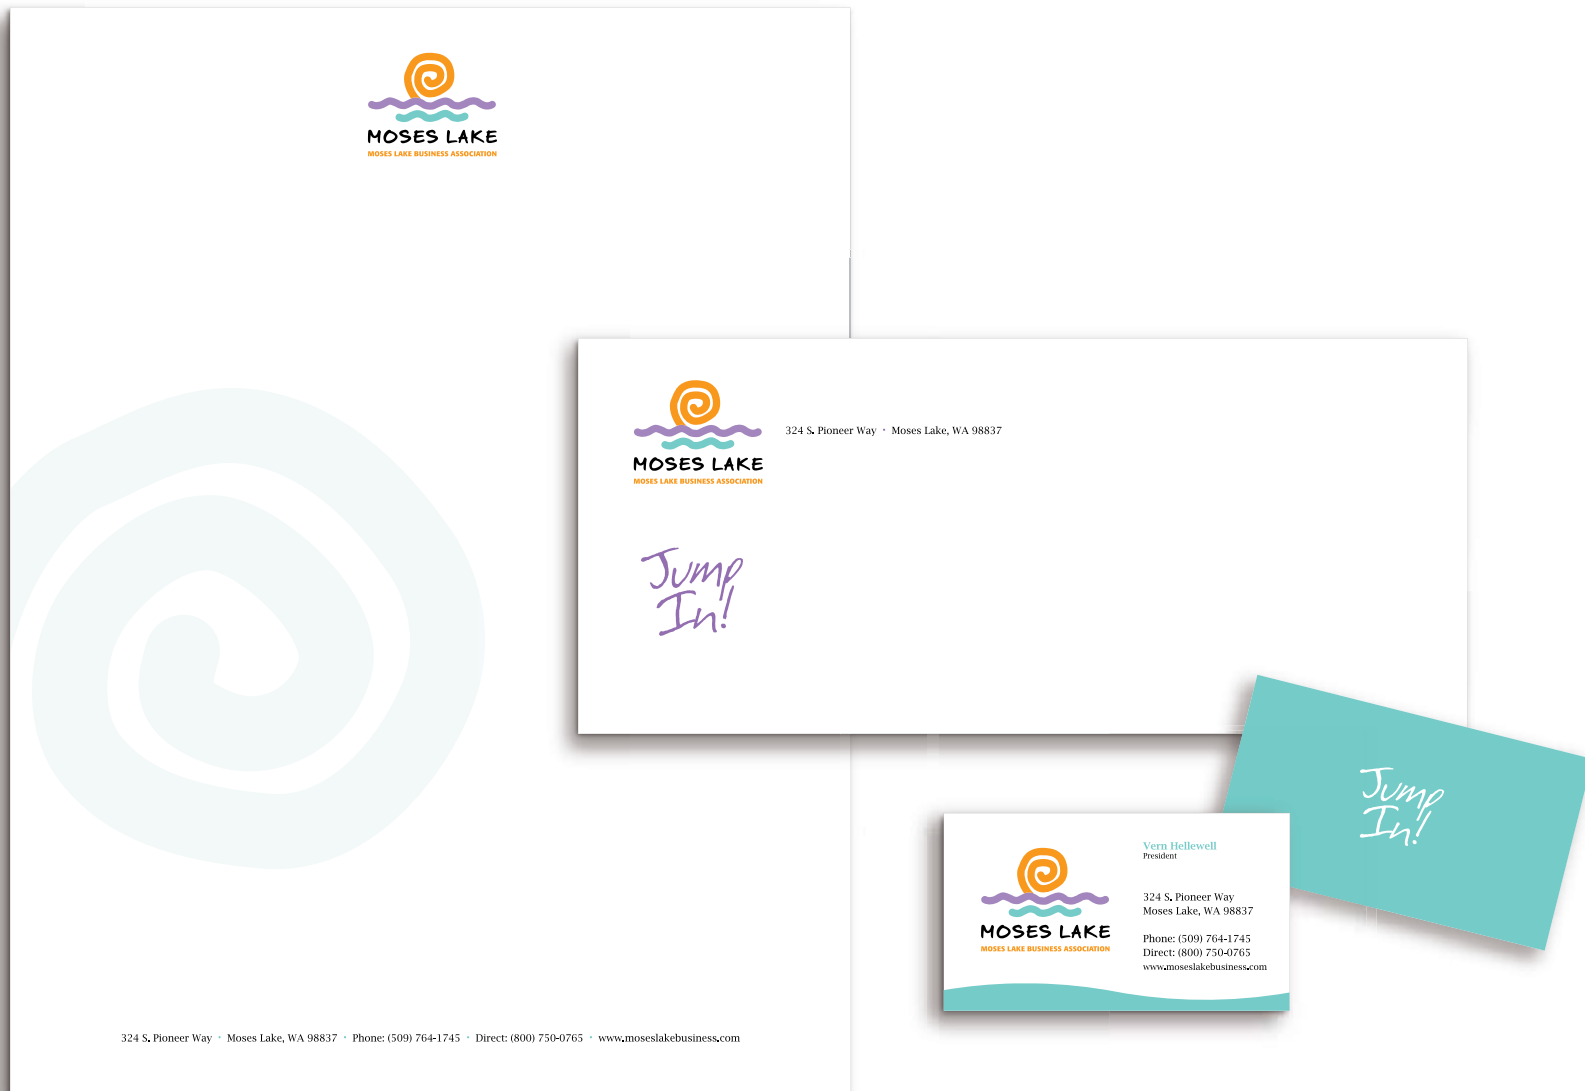 MOSES LAKE
MOSES LAKE BUSINESS ASSOCIATION
324 S. Pioneer Way • Moses Lake, WA 98837 • Phone: (509) 764-1745 • Direct: (800) 750-0765 • www.moseslakebusiness.com
MOSES LAKE
MOSES LAKE BUSINESS ASSOCIATION
324 S. Pioneer Way • Moses Lake, WA 98837
Jump
In!
MOSES LAKE
MOSES LAKE BUSINESS ASSOCIATION
Vern Hellewell
President
324 S. Pioneer Way
Moses Lake, WA 98837
Phone: (509) 764-1745
Direct: (800) 750-0765
www.moseslakebusiness.com
Jump
In!